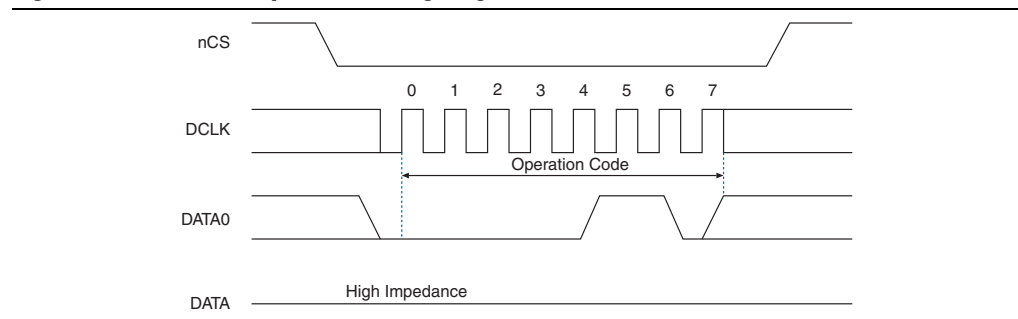 nCS
0 1 2 3 4 5 6 7
DCLK
Operation Code
DATA0
High Impedance
DATA